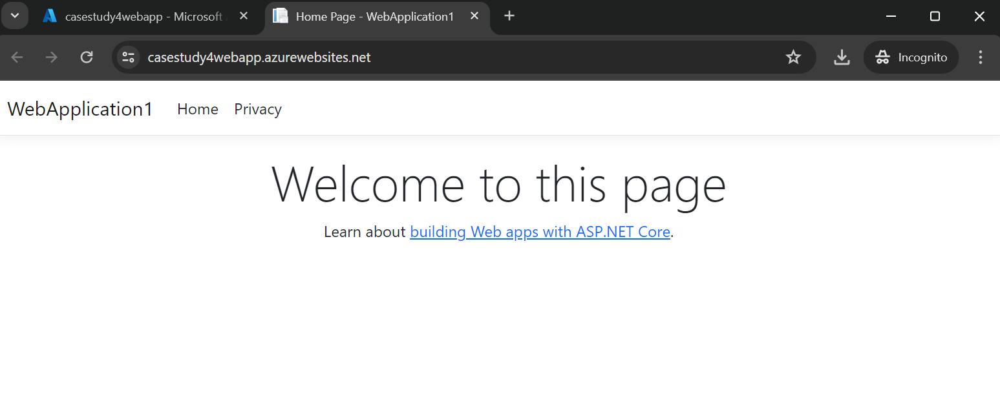 casestudy4webapp - Microsoft
Home Page - WebApplication1
casestudy4webapp.azurewebsites.net
Incognito
WebApplication1 Home Privacy
Welcome to this page
Learn about building Web apps with ASP.NET Core.